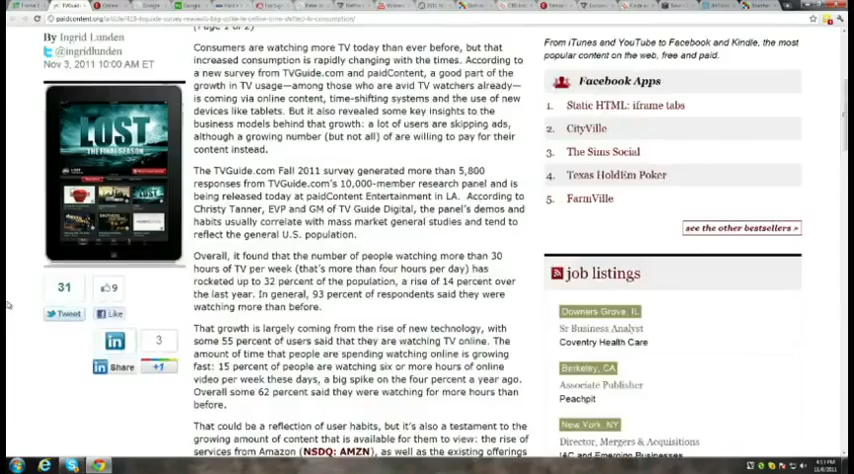 TVGuide
Online
Google
paidcontent.org
(Page 1 of 2)
By Ingrid Lunden
@ingridlunden
Nov 3, 2011 10:00 AM ET
LOST
THE FINAL SEASON
31
9
Tweet
Like
3
Share
+1
Consumers are watching more TV today than ever before, but that
increased consumption is rapidly changing with the times. According to
a new survey from TVGuide.com and paidContent, a good part of the
growth in TV usage—among those who are avid TV watchers already—
is coming via online content, time-shifting systems and the use of new
devices like tablets. But it also revealed some key insights to the
business models behind that growth: a lot of users are skipping ads,
although a growing number (but not all) of are willing to pay for their
content instead.
The TVGuide.com Fall 2011 survey generated more than 5,800
responses from TVGuide.com's 10,000-member research panel and is
being released today at paidContent Entertainment in LA. According to
Christy Tanner, EVP and GM of TV Guide Digital, the panel's demos and
habits usually correlate with mass market general studies and tend to
reflect the general U.S. population.
Overall, it found that the number of people watching more than 30
hours of TV per week (that's more than four hours per day) has
rocketed up to 32 percent of the population, a rise of 14 percent over
the last year. In general, 93 percent of respondents said they were
watching more than before.
That growth is largely coming from the rise of new technology, with
some 55 percent of users said that they are watching TV online. The
amount of time that people are spending watching online is growing
fast: 15 percent of people are watching six or more hours of online
video per week these days, a big spike on the four percent a year ago.
Overall some 62 percent said they were watching for more hours than
before.
That could be a reflection of user habits, but it's also a testament to the
growing amount of content that is available for them to view: the rise of
services from Amazon (NSDQ: AMZN), as well as the existing offerings
From iTunes and YouTube to Facebook and Kindle, the most
popular content on the web, free and paid.
Facebook Apps
1. Static HTML: iframe tabs
2. CityVille
3. The Sims Social
4. Texas HoldEm Poker
5. FarmVille
see the other bestsellers »
job listings
Downers Grove, IL
Sr Business Analyst
Coventry Health Care
Berkeley, CA
Associate Publisher
Peachpit
New York, NY
Director, Mergers & Acquisitions
IAC and Emerging Businesses
4:51 PM